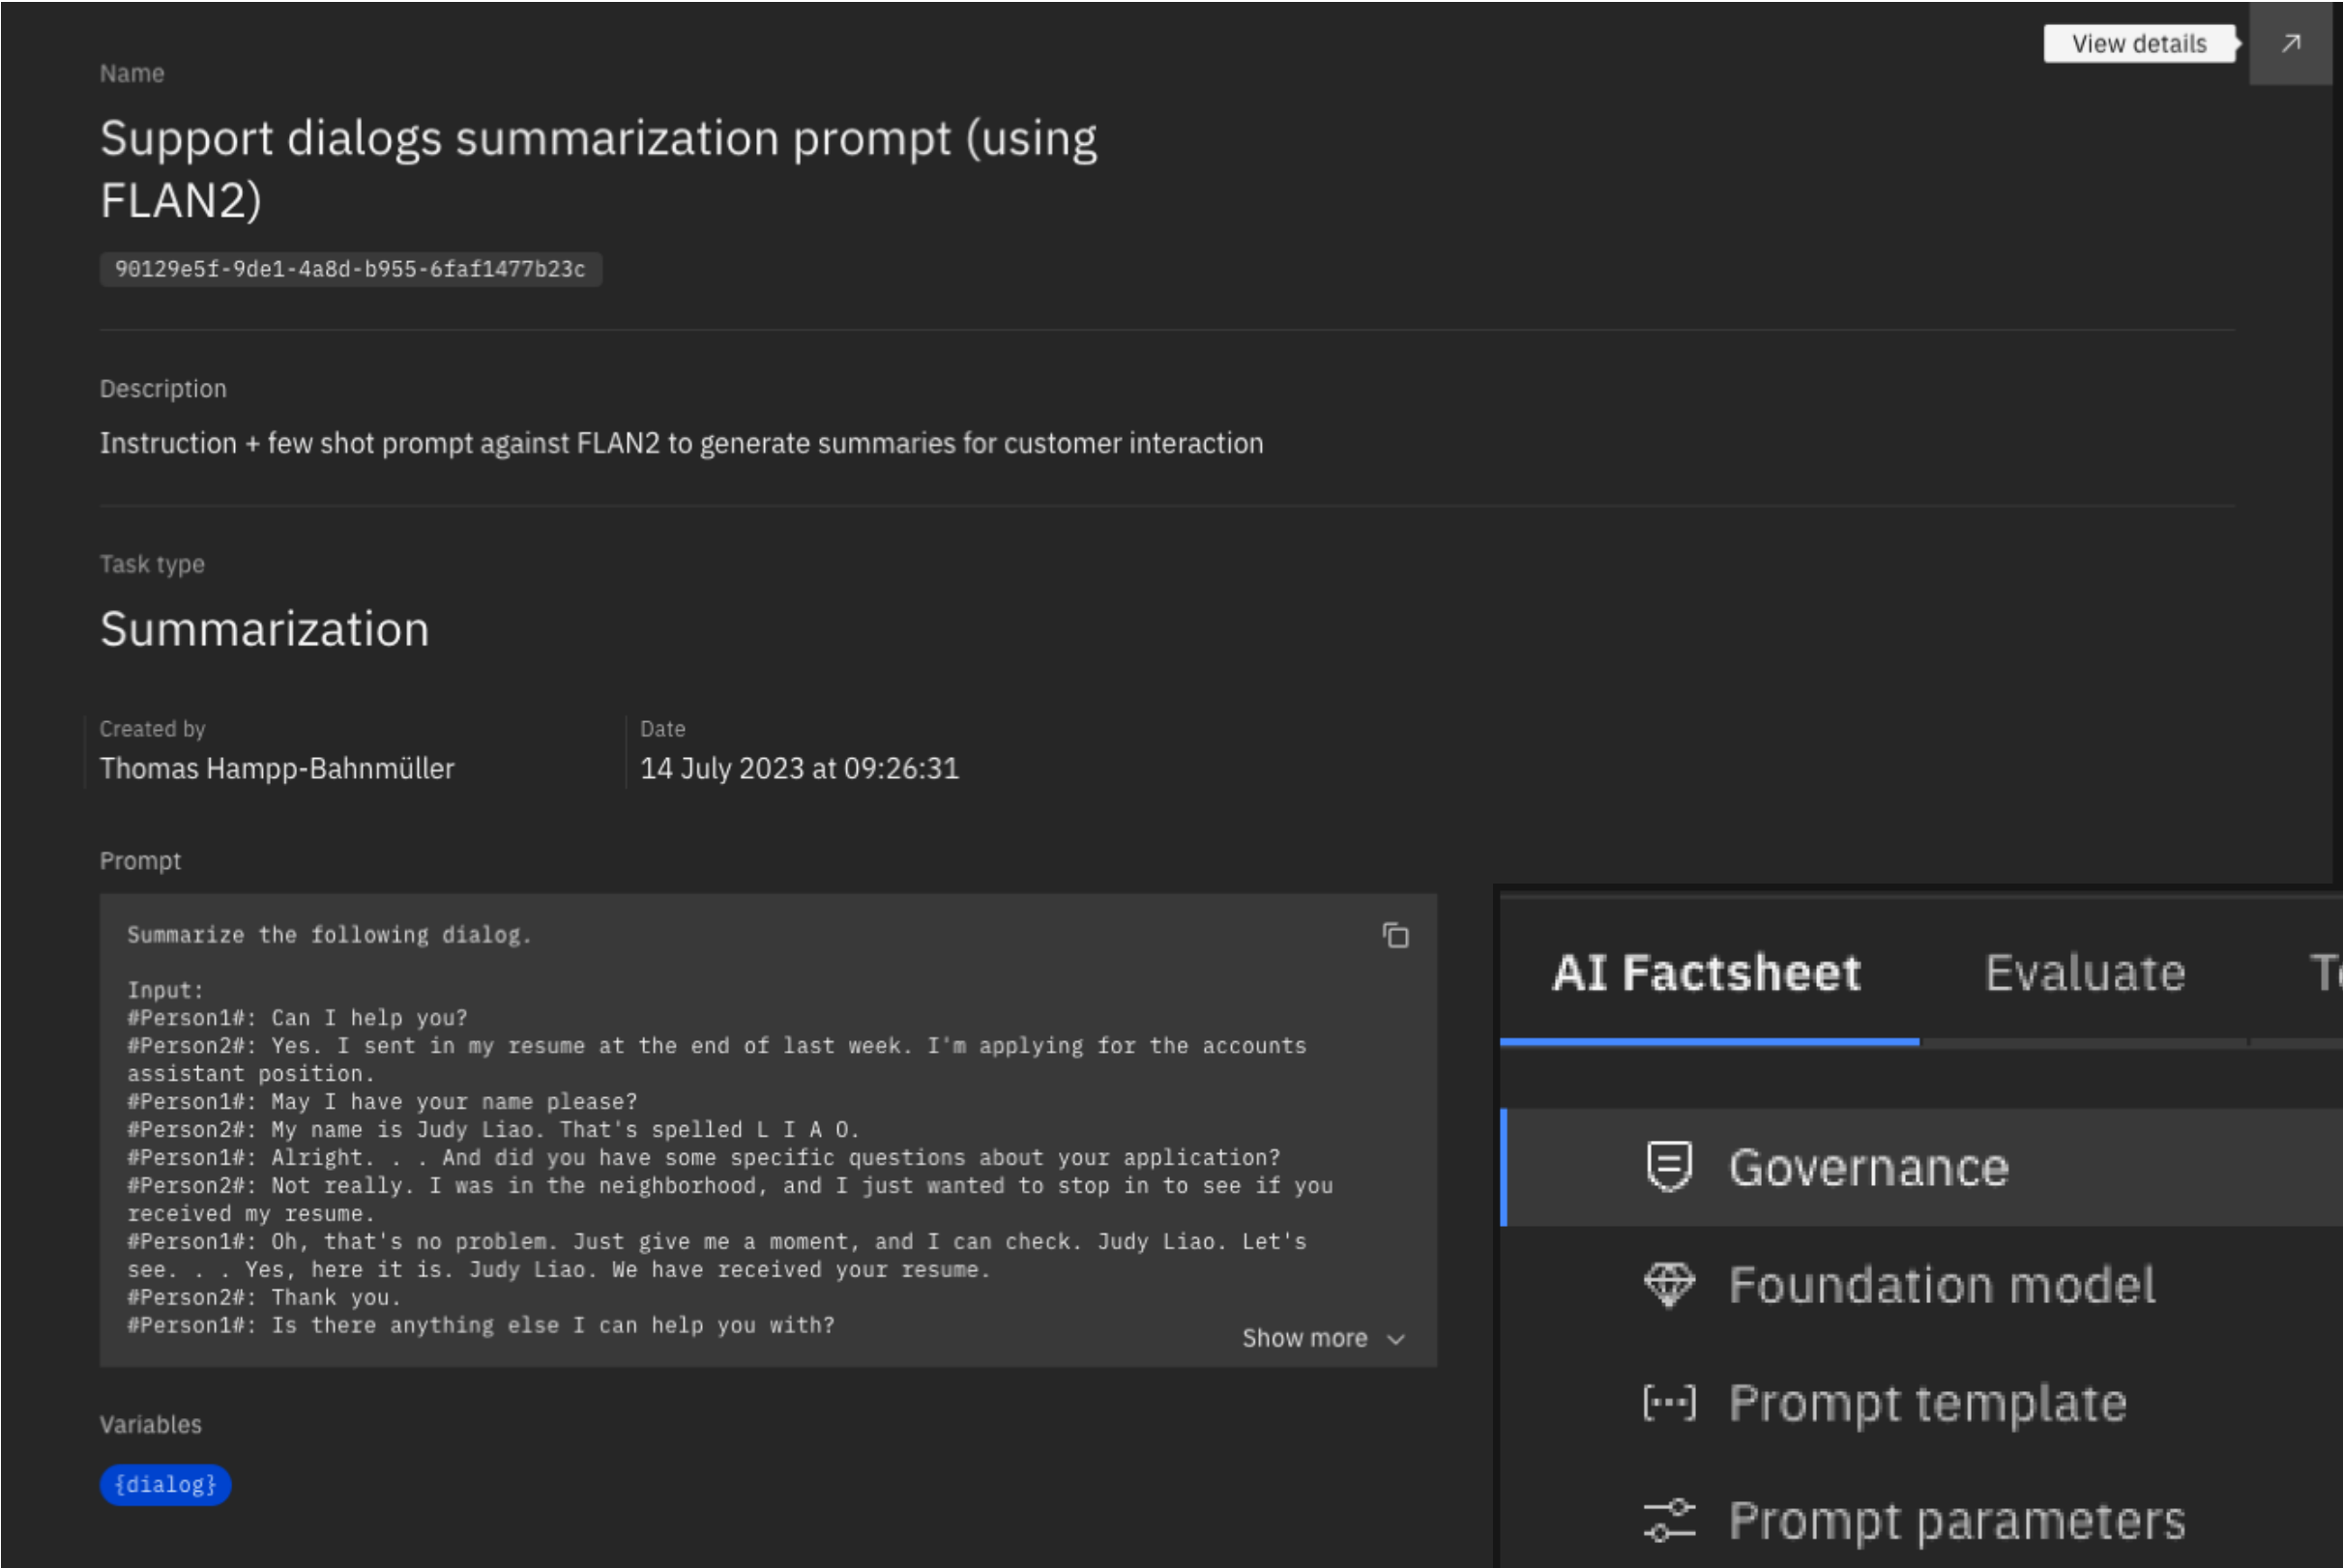 View details
Name
Support dialogs summarization prompt (using
FLAN2)
90129e5f-9de1-4a8d-b955-6faf1477b23c
Description
Instruction + few shot prompt against FLAN2 to generate summaries for customer interaction
Task type
Summarization
Created by
Thomas Hampp-Bahnmüller
Date
14 July 2023 at 09:26:31
Prompt
Summarize the following dialog.
Input:
#Person1#: Can I help you?
#Person2#: Yes. I sent in my resume at the end of last week. I'm applying for the accounts
assistant position.
#Person1#: May I have your name please?
#Person2#: My name is Judy Liao. That's spelled L I A O.
#Person1#: Alright. . . And did you have some specific questions about your application?
#Person2#: Not really. I was in the neighborhood, and I just wanted to stop in to see if you
received my resume.
#Person1#: Oh, that's no problem. Just give me a moment, and I can check. Judy Liao. Let's
see. . . Yes, here it is. Judy Liao. We have received your resume.
#Person2#: Thank you.
#Person1#: Is there anything else I can help you with?
Show more
Variables
{dialog}
AI Factsheet
Evaluate
Governance
Foundation model
Prompt template
Prompt parameters